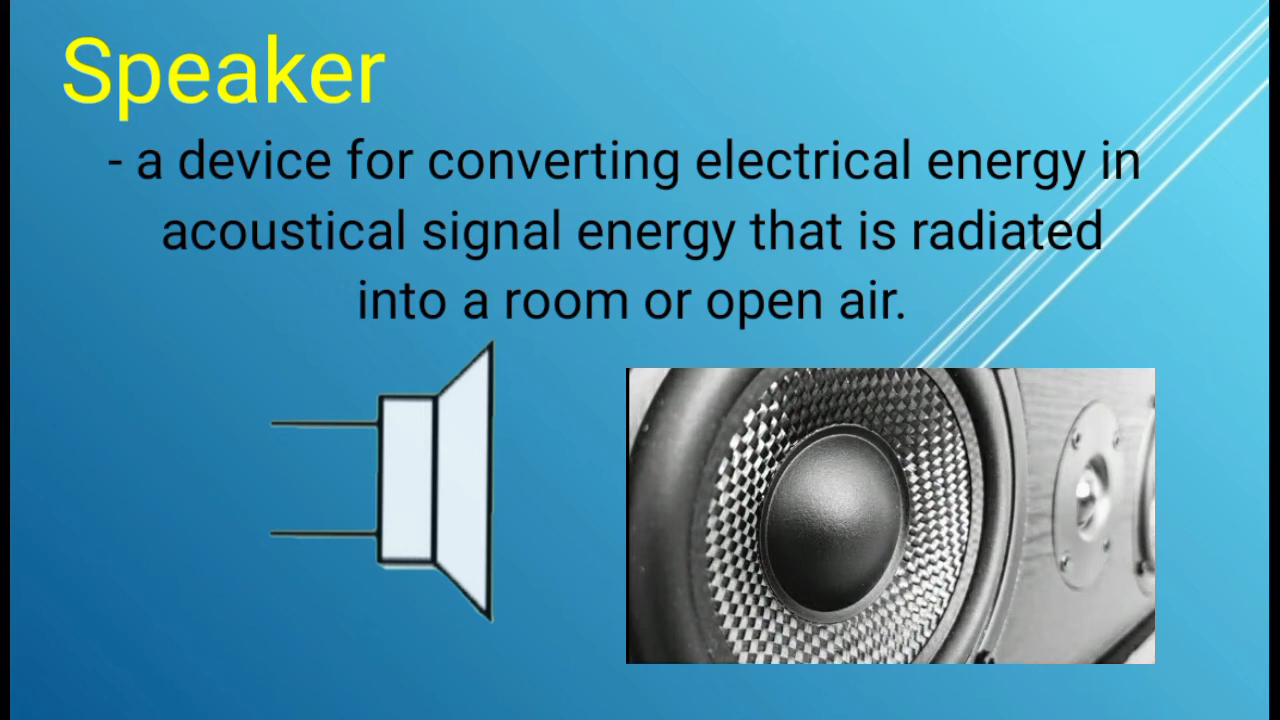 Speaker
- a device for converting electrical energy in
acoustical signal energy that is radiated
into a room or open air.